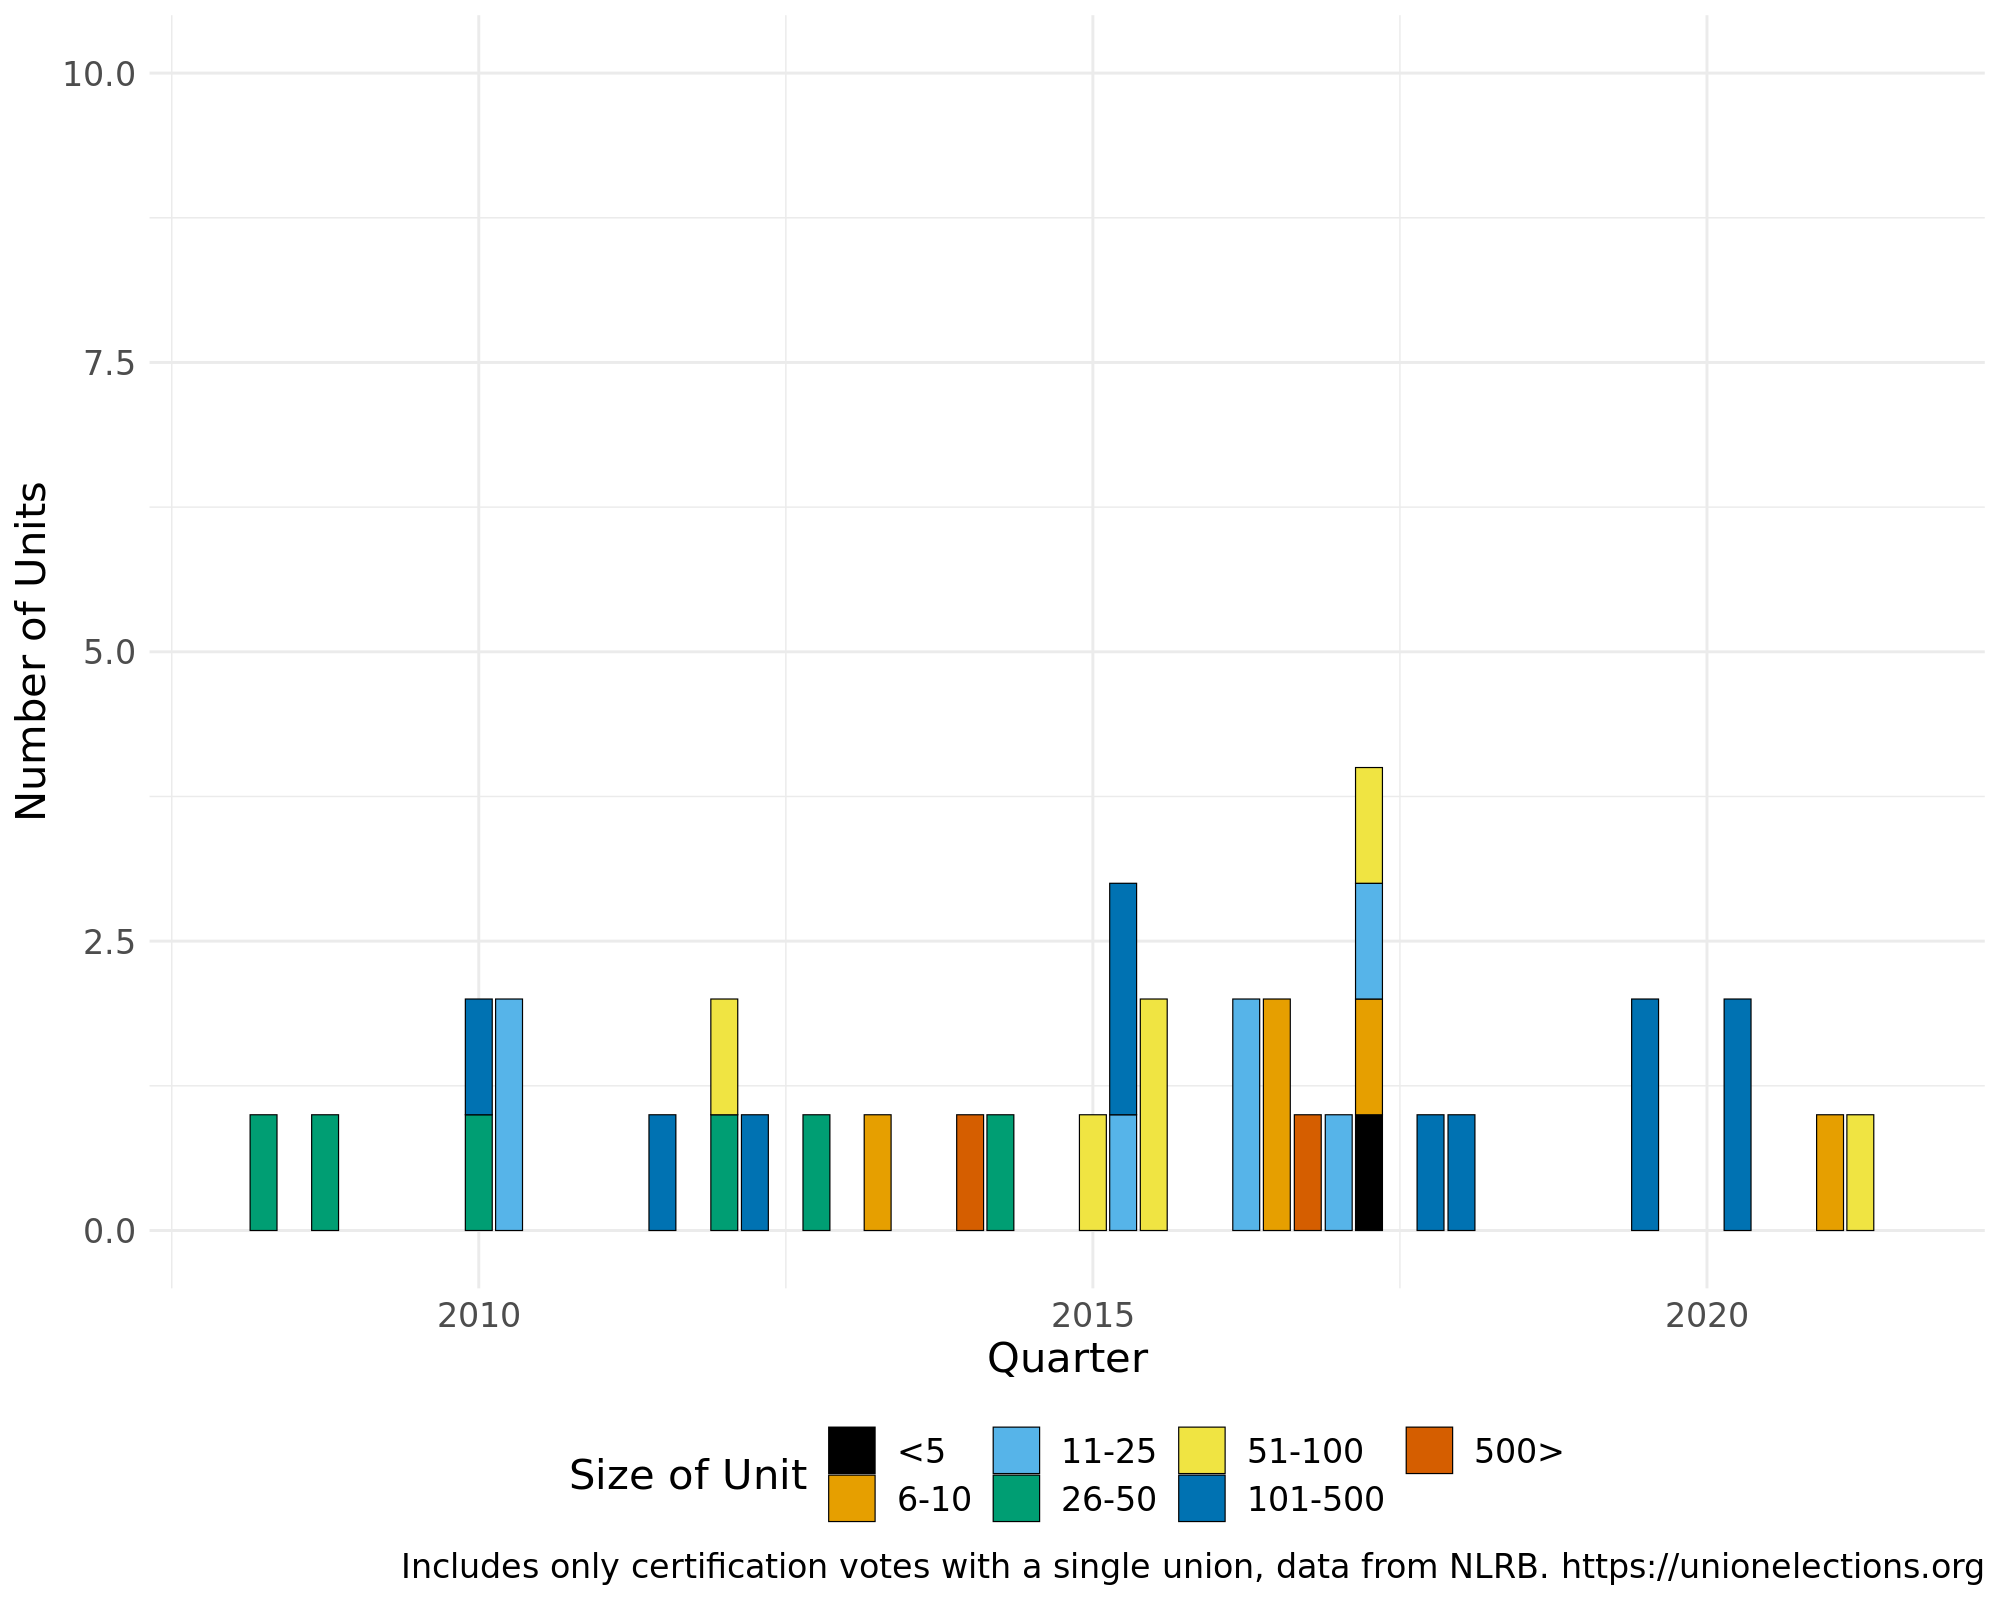 10.0
7.5
5.0
2.5
0.0
Number of Units
2010 2015 2020
Quarter
Size of Unit
<5 11-25 51-100 500>
6-10 26-50 101-500
Includes only certification votes with a single union, data from NLRB. https://unionelections.org